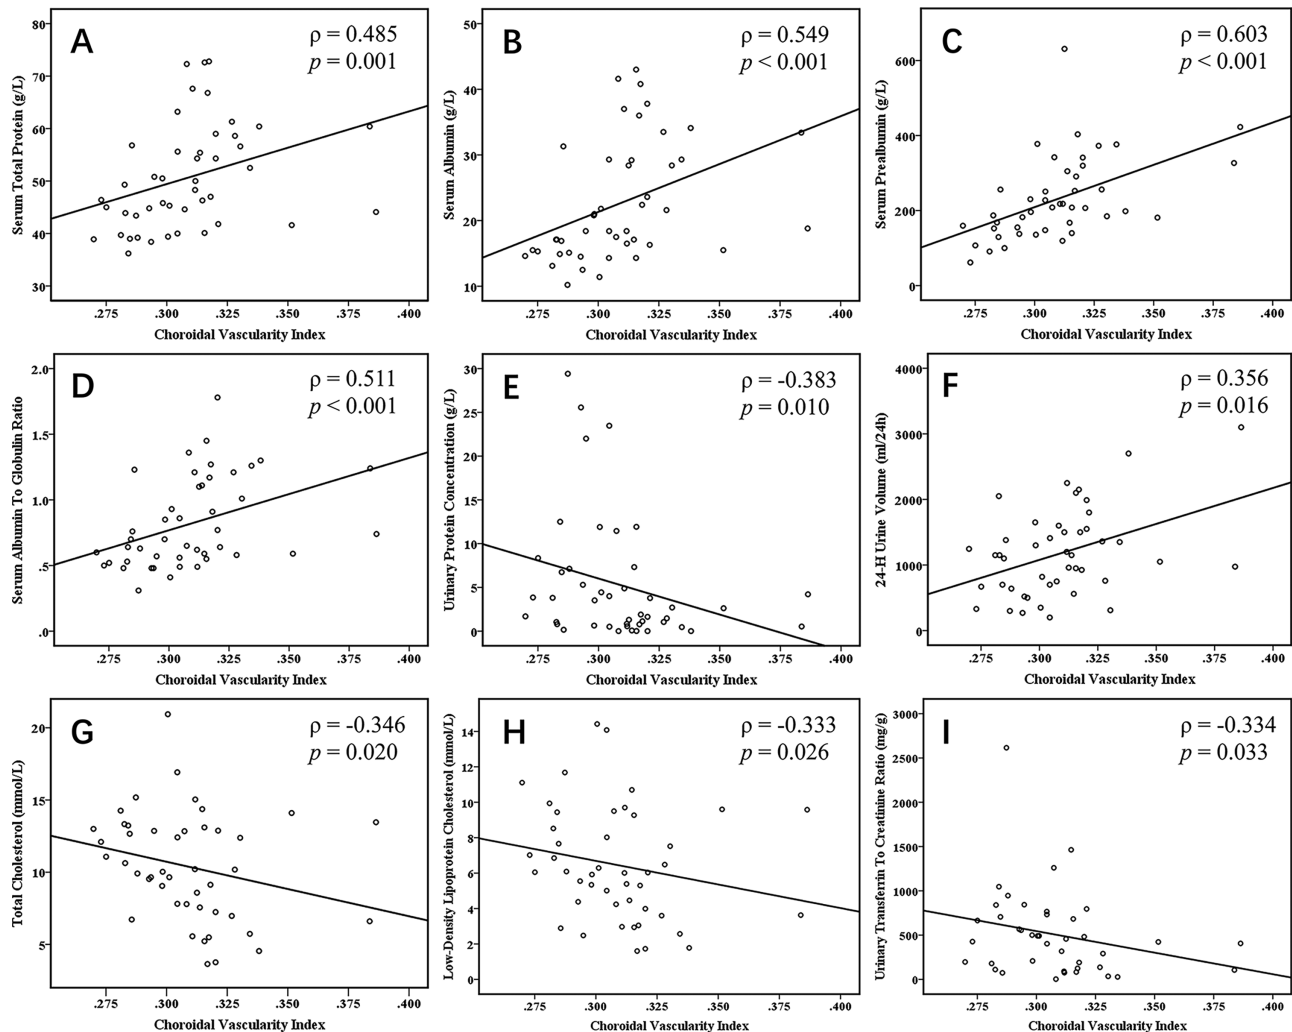 A
ρ = 0.485
p = 0.001
80
70
60
50
40
30
Serum Total Protein (g/L)
.275 .300 .325 .350 .375 .400
Choroidal Vascularity Index
B
ρ = 0.549
p < 0.001
50
40
30
20
10
Serum Albumin (g/L)
.275 .300 .325 .350 .375 .400
Choroidal Vascularity Index
C
ρ = 0.603
p < 0.001
600
400
200
0
Serum Prealbumin (g/L)
.275 .300 .325 .350 .375 .400
Choroidal Vascularity Index
D
ρ = 0.511
p < 0.001
2.0
1.5
1.0
.5
.0
Serum Albumin To Globulin Ratio
.275 .300 .325 .350 .375 .400
Choroidal Vascularity Index
E
ρ = -0.383
p = 0.010
30
25
20
15
10
5
0
Urinary Protein Concentration (g/L)
.275 .300 .325 .350 .375 .400
Choroidal Vascularity Index
F
ρ = 0.356
p = 0.016
4000
3000
2000
1000
0
24-H Urine Volume (ml/24h)
.275 .300 .325 .350 .375 .400
Choroidal Vascularity Index
G
ρ = -0.346
p = 0.020
20
15
10
5
Total Cholesterol (mmol/L)
.275 .300 .325 .350 .375 .400
Choroidal Vascularity Index
H
ρ = -0.333
p = 0.026
14
12
10
8
6
4
2
0
Low-Density Lipoprotein Cholesterol (mmol/L)
.275 .300 .325 .350 .375 .400
Choroidal Vascularity Index
I
ρ = -0.334
p = 0.033
3000
2500
2000
1500
1000
500
0
Urinary Transferrin To Creatinine Ratio (mg/g)
.275 .300 .325 .350 .375 .400
Choroidal Vascularity Index